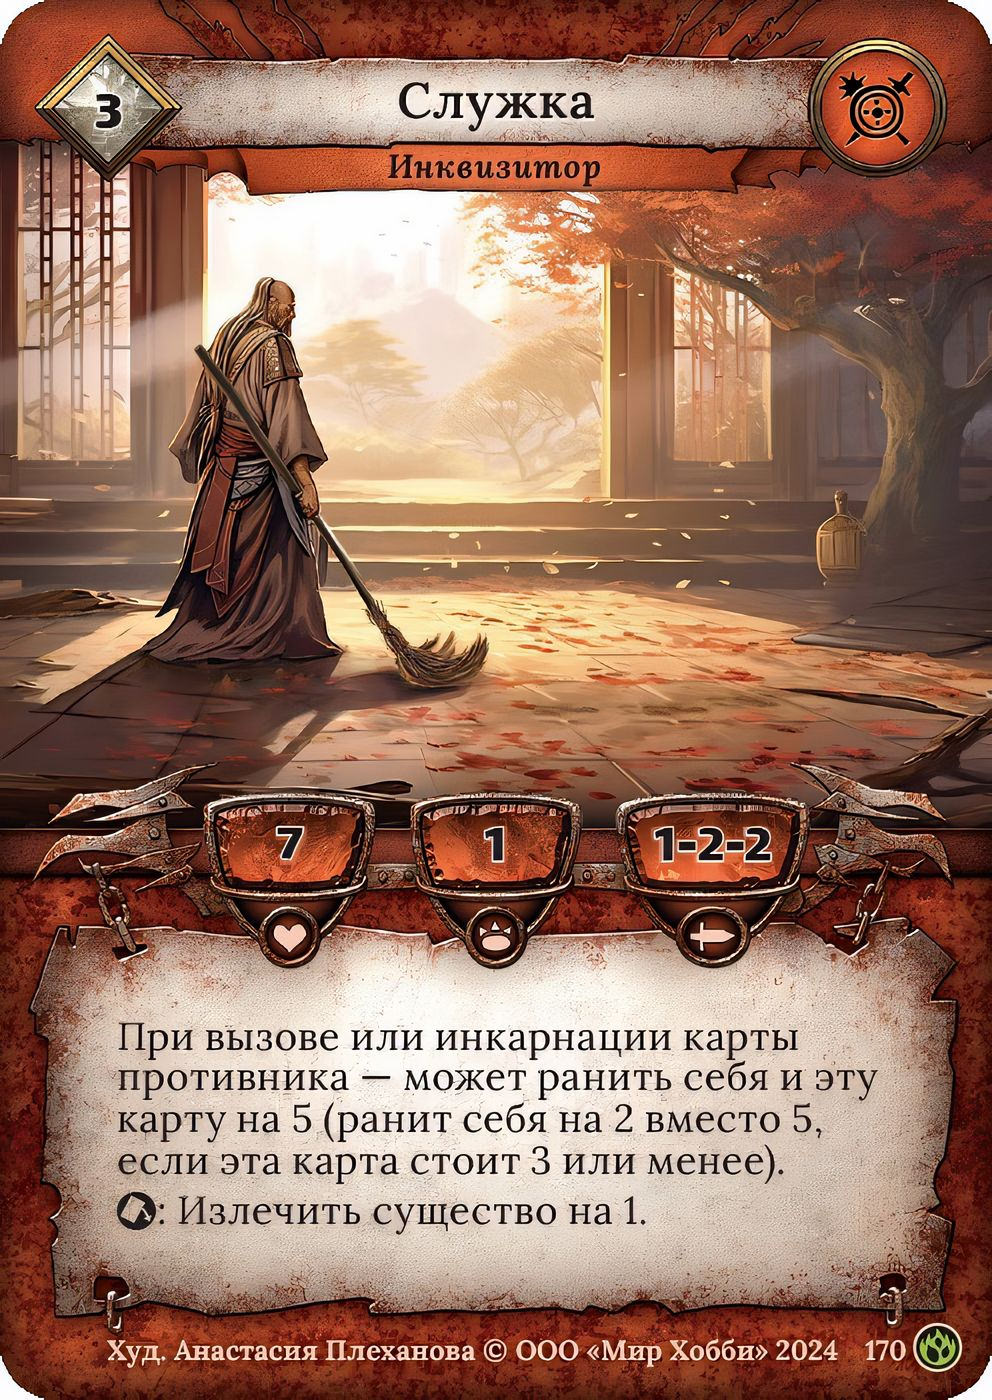 3
Служка
Инквизитор
7
1
1-2-2
При вызове или инкарнации карты
противника — может ранить себя и эту
карту на 5 (ранит себя на 2 вместо 5,
если эта карта стоит 3 или менее).
: Излечить существо на 1.
Худ. Анастасия Плеханова © ООО «Мир Хобби» 2024 170